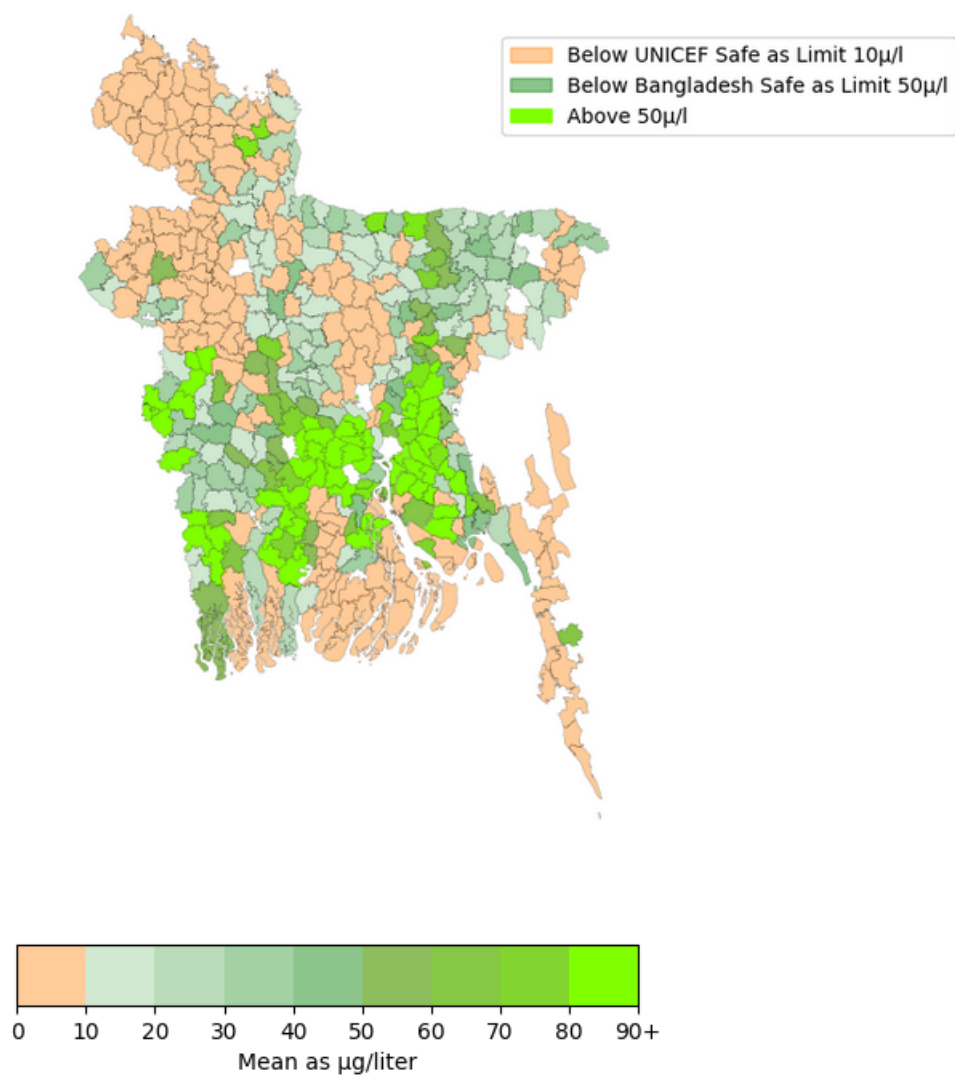 Below UNICEF Safe as Limit 10µ/l
Below Bangladesh Safe as Limit 50µ/l
Above 50µ/l
0 10 20 30 40 50 60 70 80 90+
Mean as µg/liter